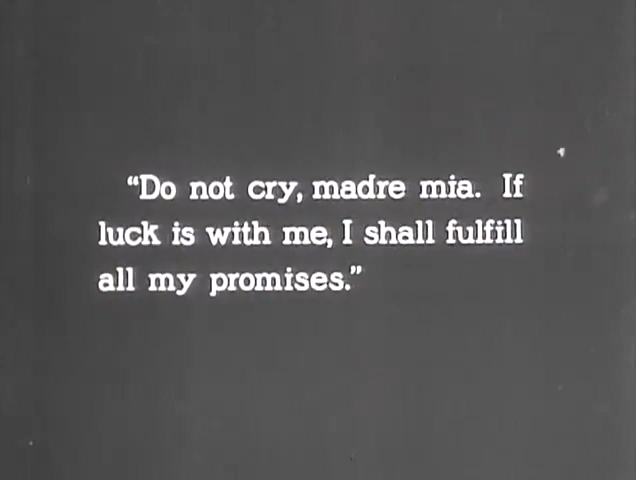 “Do not cry, madre mia. If
luck is with me, I shall fulfill
all my promises.”